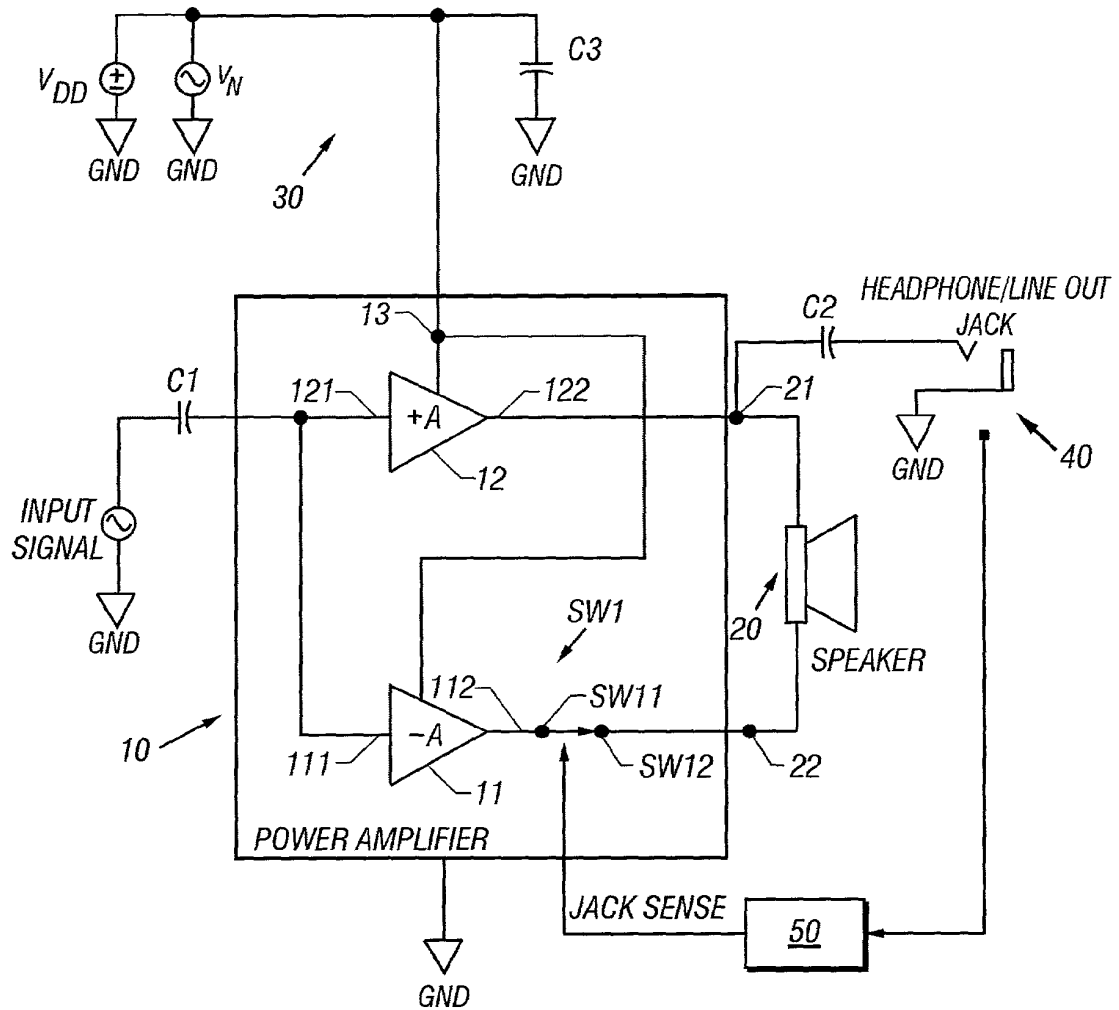 C3
V_DD
V_N
GND
GND
GND
30
HEADPHONE/LINE OUT
JACK
C2
13
C1
121
122
21
+A
12
GND
40
INPUT
SIGNAL
GND
SW1
20
SPEAKER
112
SW11
10
-A
111
SW12
22
11
POWER AMPLIFIER
JACK SENSE
50
GND